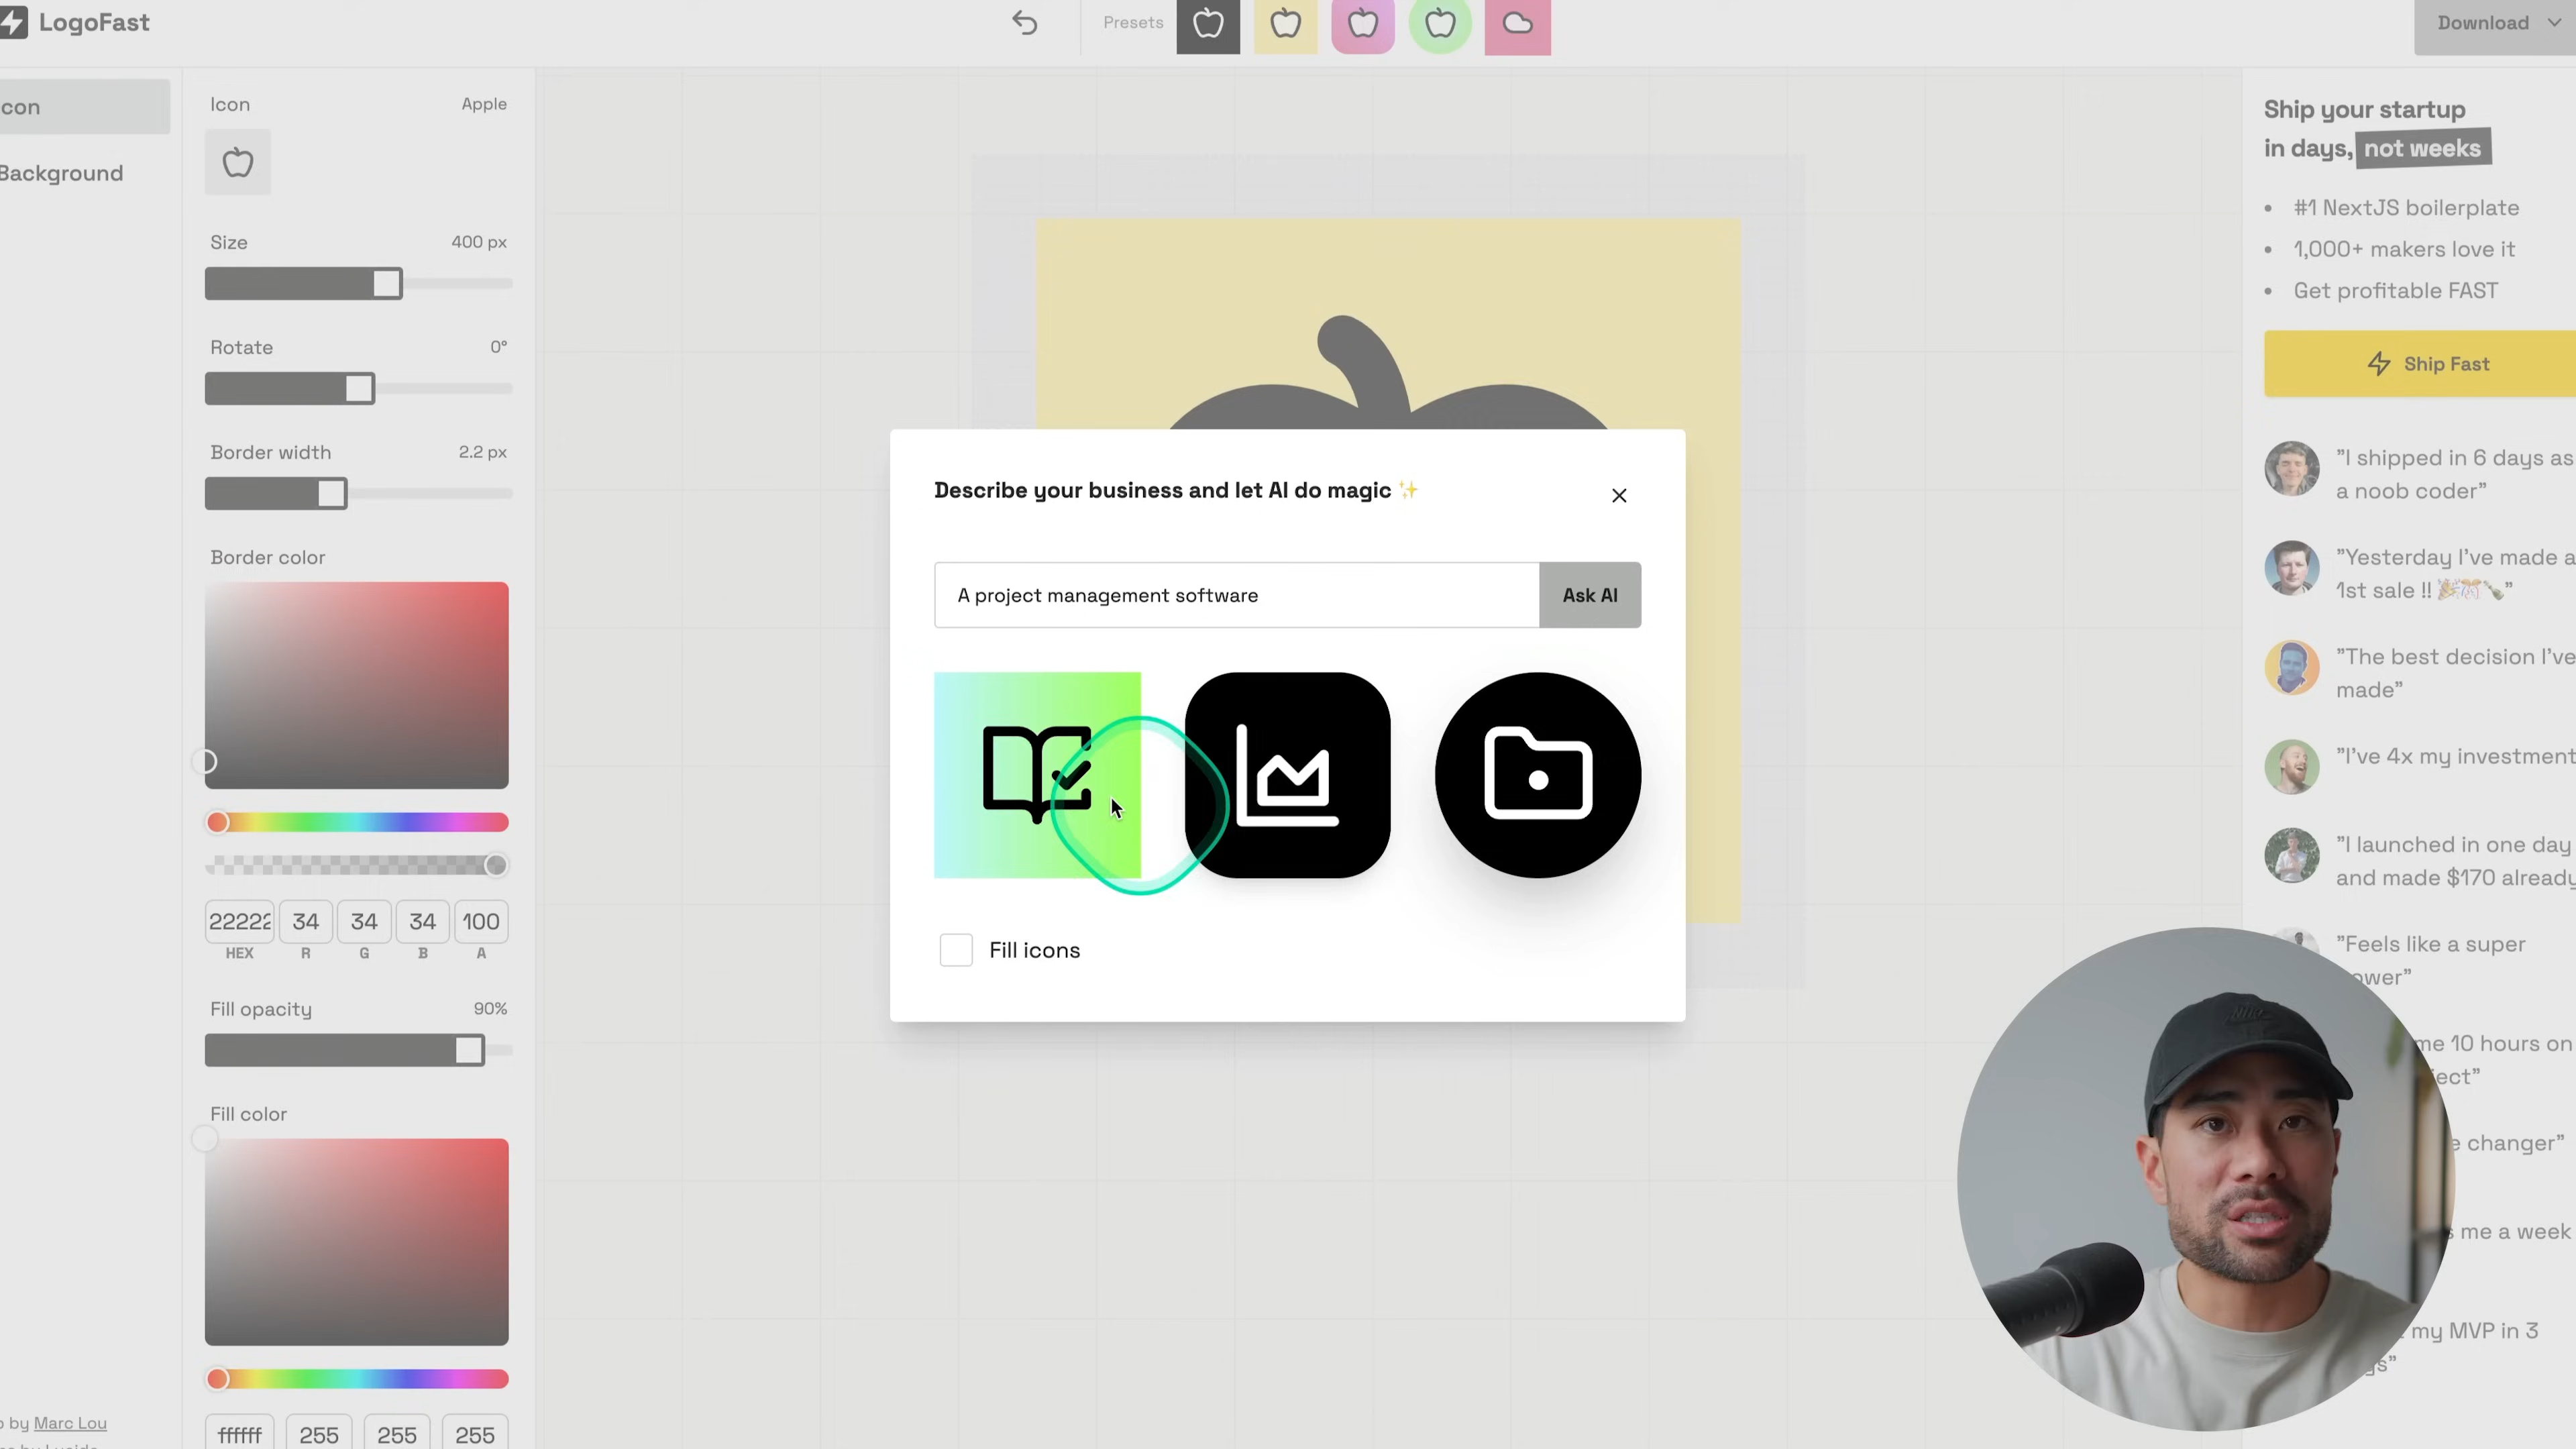 LogoFast
Presets
Download
con
Background
Icon
Apple
Size
400 px
Rotate
0°
Border width
2.2 px
Border color
22222
34
34
34
100
HEX
R
G
B
A
Fill opacity
90%
Fill color
ffffff
255
255
255
by Marc Lou
Describe your business and let AI do magic ✨
A project management software
Ask AI
Fill icons
Ship your startup
in days, not weeks
• #1 NextJS boilerplate
• 1,000+ makers love it
• Get profitable FAST
Ship Fast
"I shipped in 6 days as
a noob coder"
"Yesterday I've made a
1st sale !! 🎉🎊🍾"
"The best decision I've
made"
"I've 4x my investment
"I launched in one day
and made $170 already
"Feels like a super
ower"
me 10 hours on
ject"
e changer"
s me a week
my MVP in 3
s"